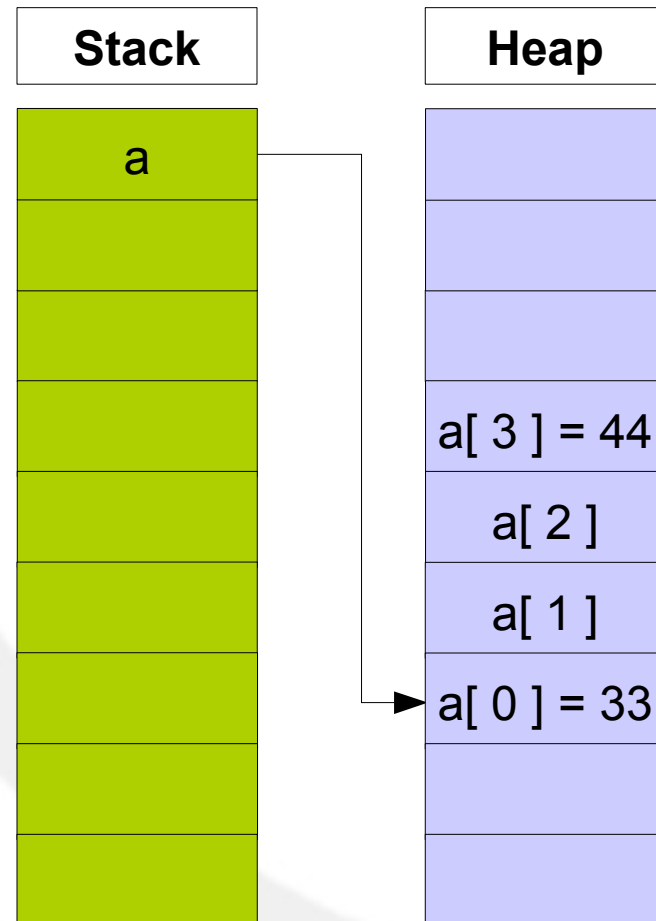 Stack
Heap
a
a[ 3 ] = 44
a[ 2 ]
a[ 1 ]
a[ 0 ] = 33